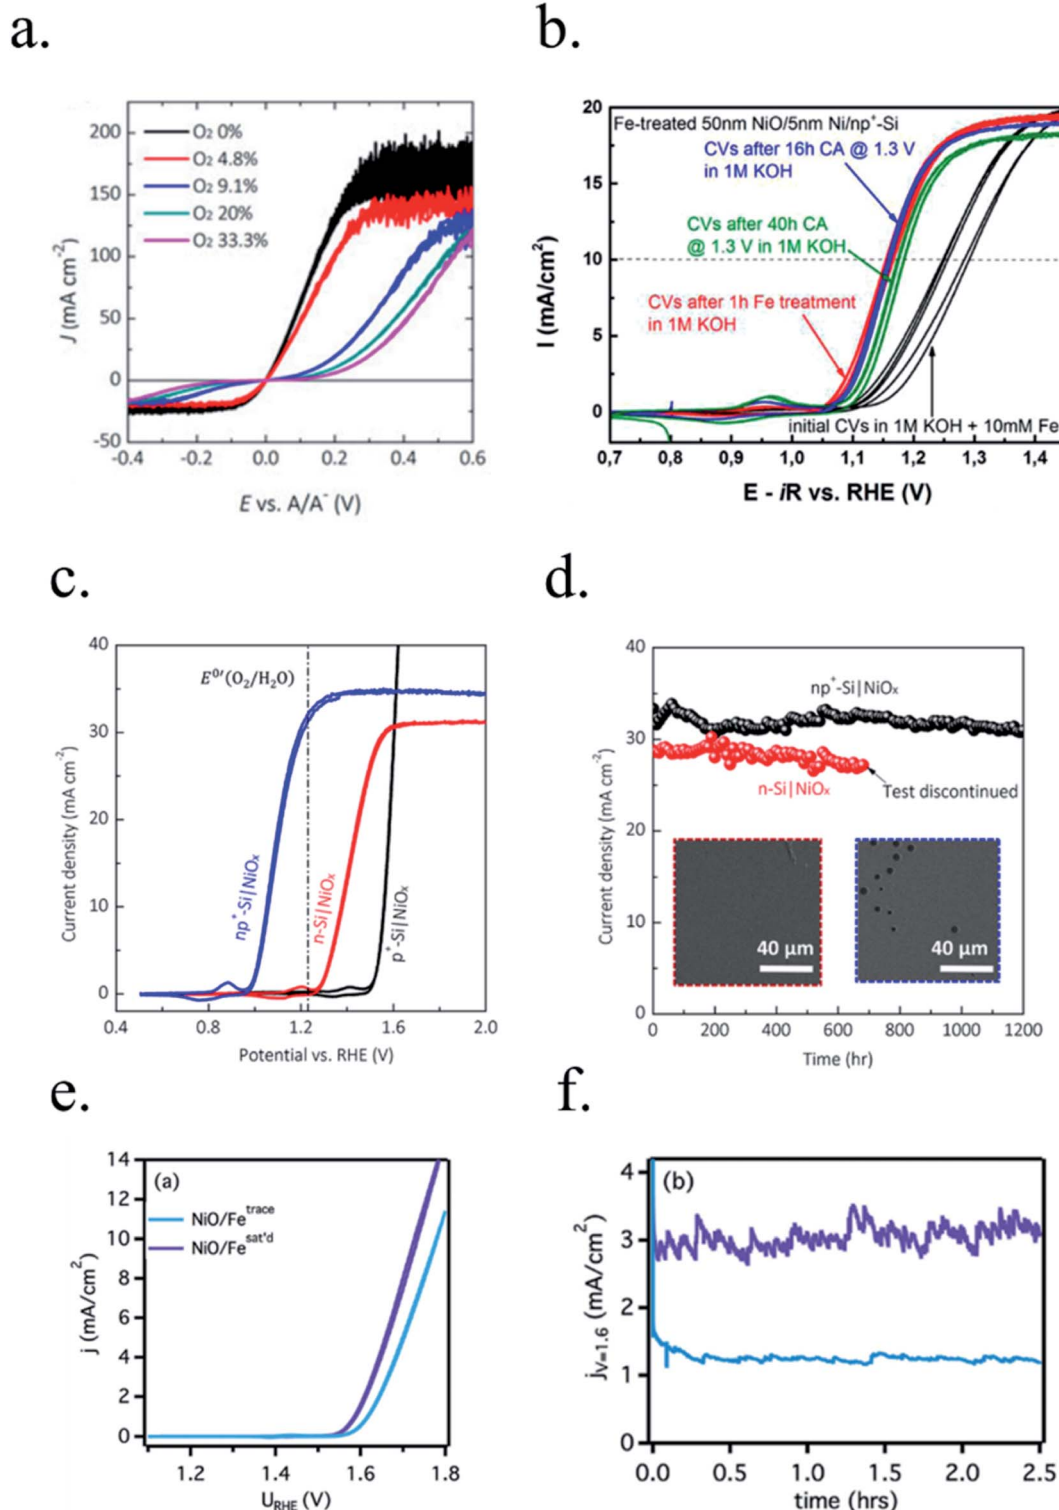 a.
200
150
100
50
0
-50
J (mA cm⁻²)
O₂ 0%
O₂ 4.8%
O₂ 9.1%
O₂ 20%
O₂ 33.3%
-0.4 -0.2 0.0 0.2 0.4 0.6
E vs. A/A⁻ (V)
b.
20
15
10
5
0
I (mA/cm²)
Fe-treated 50nm NiO/5nm Ni/np⁺-Si
CVs after 16h CA @ 1.3 V
in 1M KOH
CVs after 40h CA
@ 1.3 V in 1M KOH
CVs after 1h Fe treatment
in 1M KOH
initial CVs in 1M KOH + 10mM Fe
0,7 0,8 0,9 1,0 1,1 1,2 1,3 1,4
E - iR vs. RHE (V)
c.
40
30
20
10
0
Current density (mA cm⁻²)
E⁰′(O₂/H₂O)
np⁺-Si|NiOₓ
n-Si|NiOₓ
p⁺-Si|NiOₓ
0.4 0.8 1.2 1.6 2.0
Potential vs. RHE (V)
d.
40
30
20
10
0
Current density (mA cm⁻²)
np⁺-Si|NiOₓ
n-Si|NiOₓ
Test discontinued
40 µm
40 µm
0 200 400 600 800 1000 1200
Time (hr)
e.
14
12
10
8
6
4
2
0
j (mA/cm²)
(a)
NiO/Fe^trace
NiO/Fe^sat'd
1.2 1.4 1.6 1.8
U_RHE (V)
f.
4
3
2
1
0
j_V=1.6 (mA/cm²)
(b)
0.0 0.5 1.0 1.5 2.0 2.5
time (hrs)